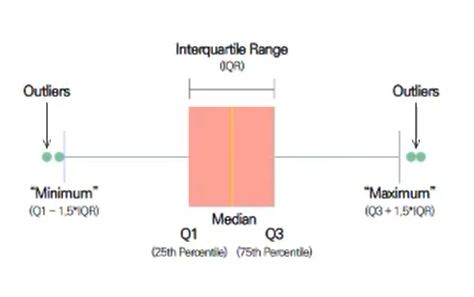 Interquartile Range
(IQR)
Outliers
Outliers
"Minimum"
(Q1 - 1.5*IQR)
"Maximum"
(Q3 + 1.5*IQR)
Median
Q1
Q3
(25th Percentile)
(75th Percentile)